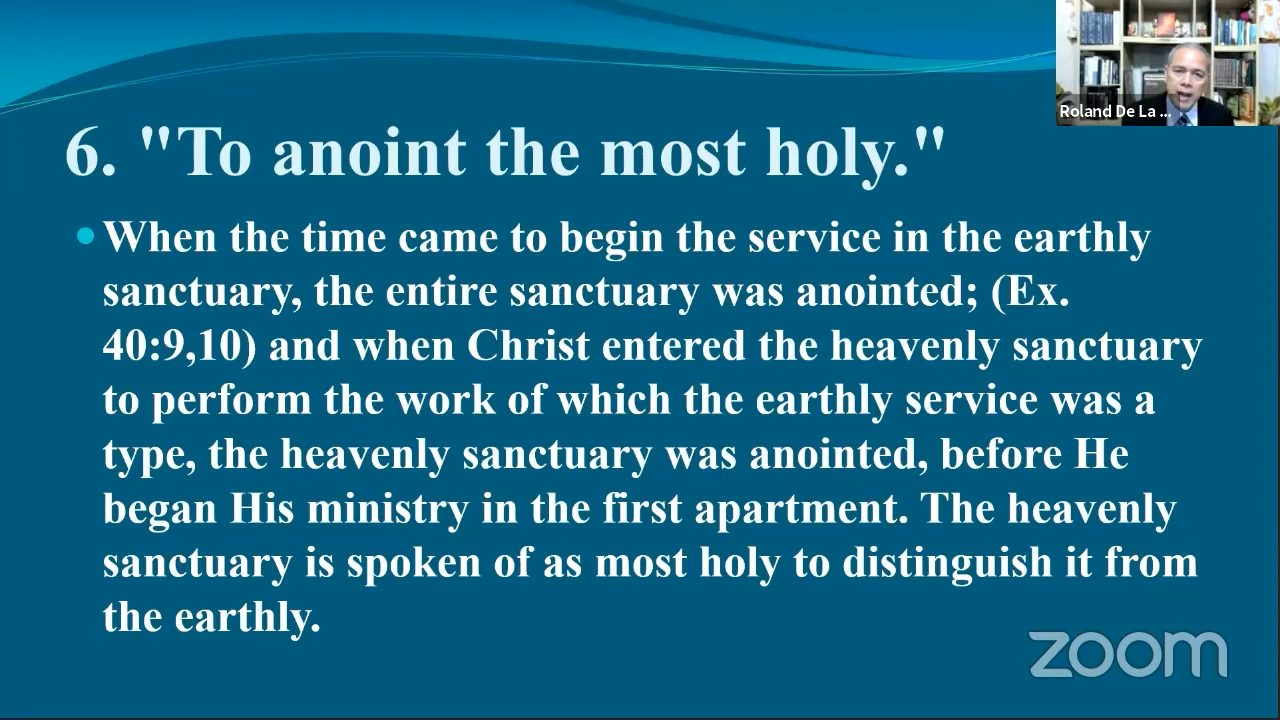 Roland De La ...
6. "To anoint the most holy."
When the time came to begin the service in the earthly
sanctuary, the entire sanctuary was anointed; (Ex.
40:9,10) and when Christ entered the heavenly sanctuary
to perform the work of which the earthly service was a
type, the heavenly sanctuary was anointed, before He
began His ministry in the first apartment. The heavenly
sanctuary is spoken of as most holy to distinguish it from
the earthly.
zoom